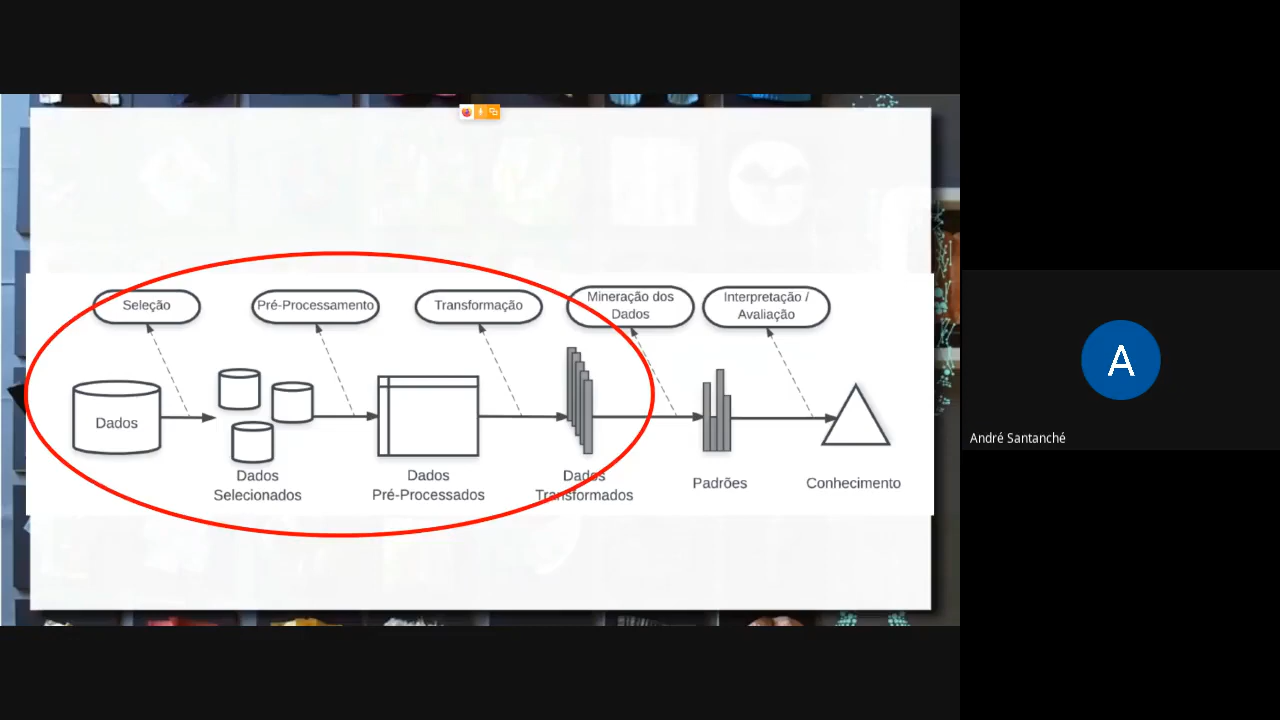 Seleção
Pré-Processamento
Transformação
Mineração dos
Dados
Interpretação /
Avaliação
Dados
Dados
Selecionados
Dados
Pré-Processados
Dados
Transformados
Padrões
Conhecimento
A
André Santanché